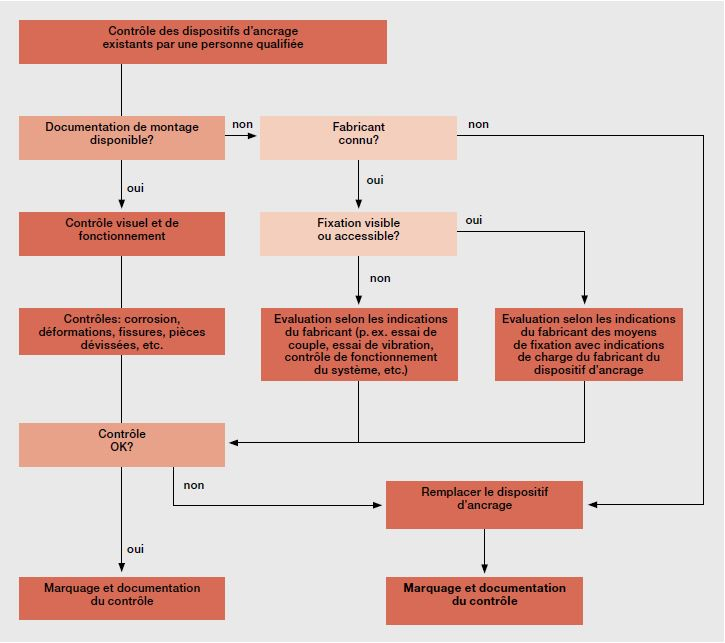 Contrôle des dispositifs d'ancrage
existants par une personne qualifiée
Documentation de montage
disponible?
non
Fabricant
connu?
non
oui
oui
Contrôle visuel et de
fonctionnement
Fixation visible
ou accessible?
oui
non
Contrôles: corrosion,
déformations, fissures, pièces
dévissées, etc.
Evaluation selon les indications
du fabricant (p. ex. essai de
couple, essai de vibration,
contrôle de fonctionnement
du système, etc.)
Evaluation selon les indications
du fabricant des moyens
de fixation avec indications
de charge du fabricant du
dispositif d'ancrage
Contrôle
OK?
non
Remplacer le dispositif
d'ancrage
oui
Marquage et documentation
du contrôle
Marquage et documentation
du contrôle